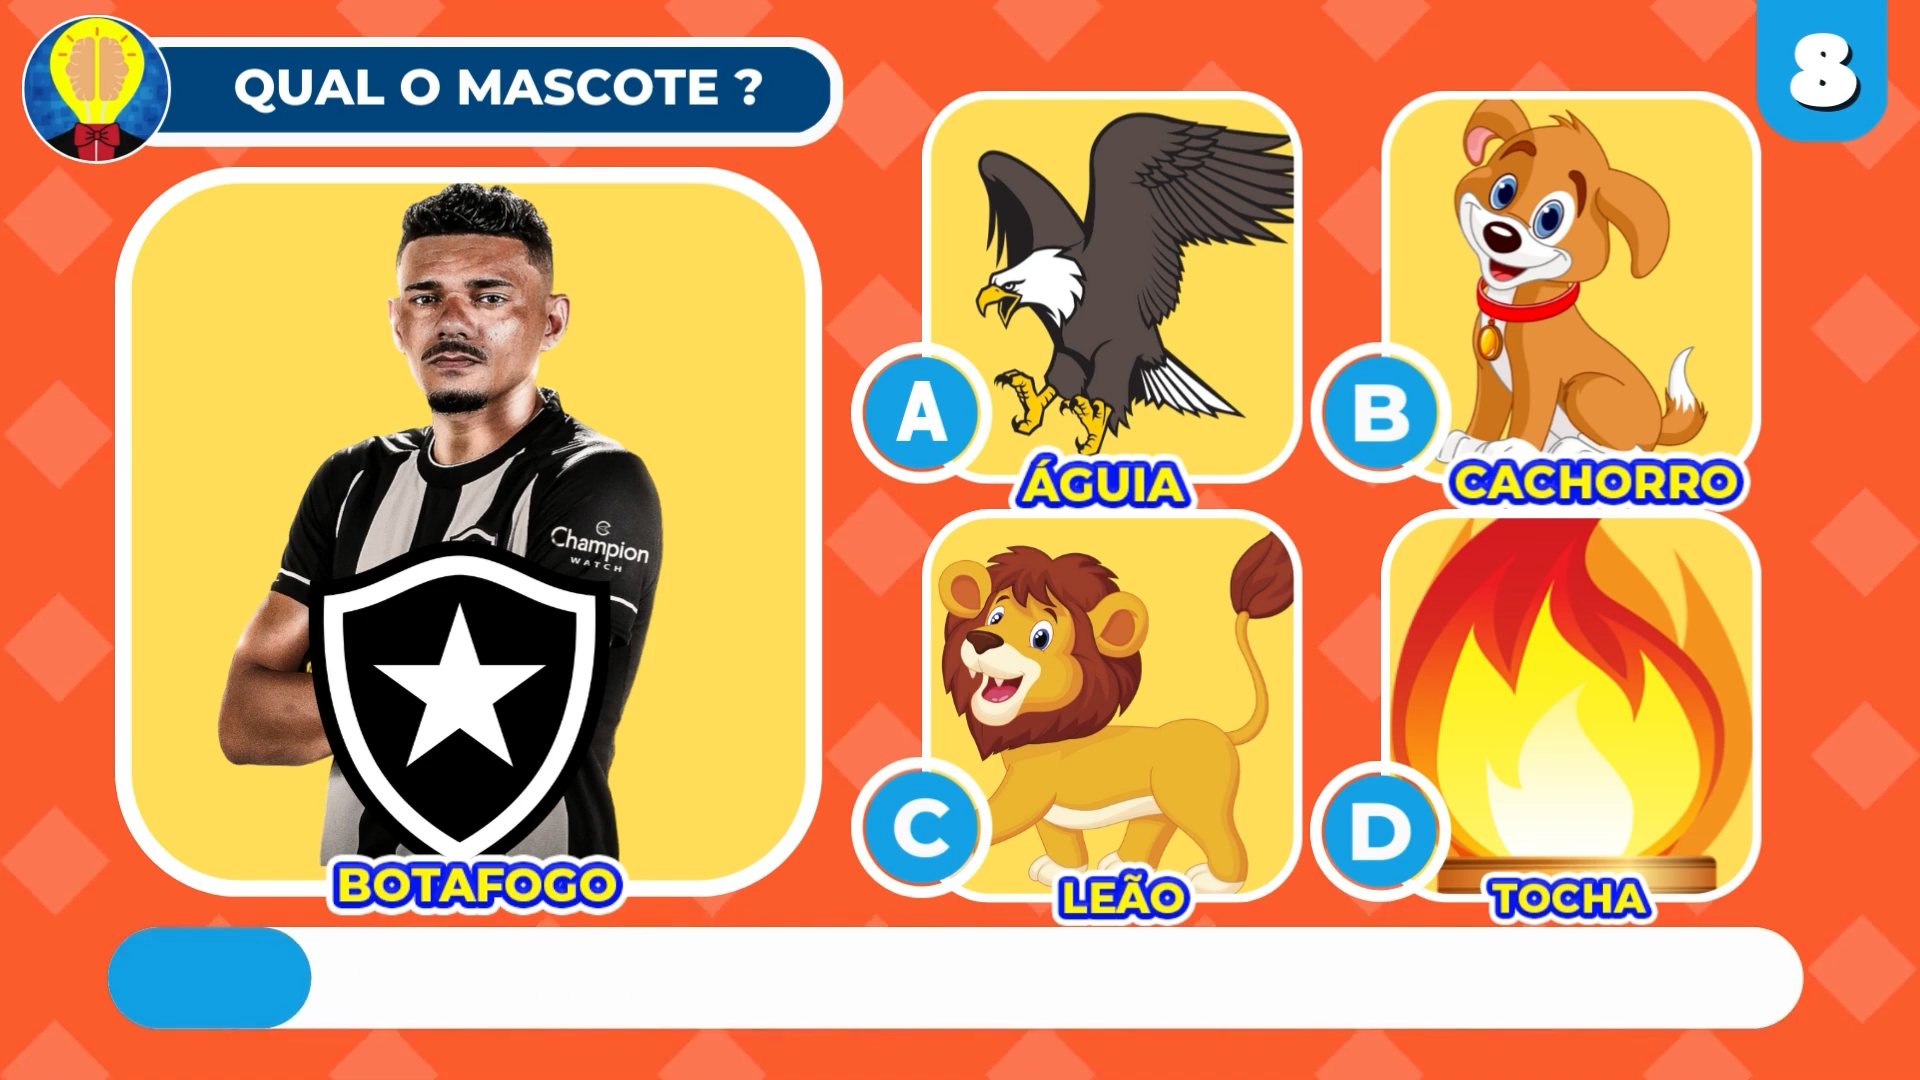 QUAL O MASCOTE ?
8
Champion
WATCH
BOTAFOGO
A
ÁGUIA
B
CACHORRO
C
LEÃO
D
TOCHA